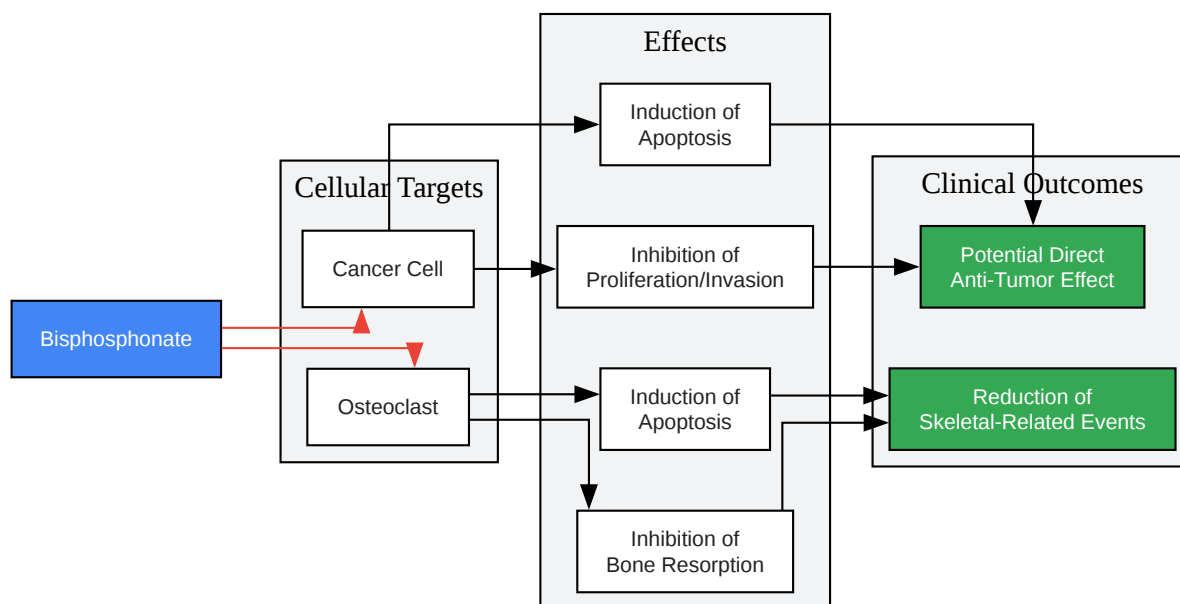 Effects
Induction of
Apoptosis
Cellular Targets
Clinical Outcomes
Cancer Cell
Inhibition of
Proliferation/Invasion
Potential Direct
Anti-Tumor Effect
Bisphosphonate
Osteoclast
Induction of
Apoptosis
Reduction of
Skeletal-Related Events
Inhibition of
Bone Resorption